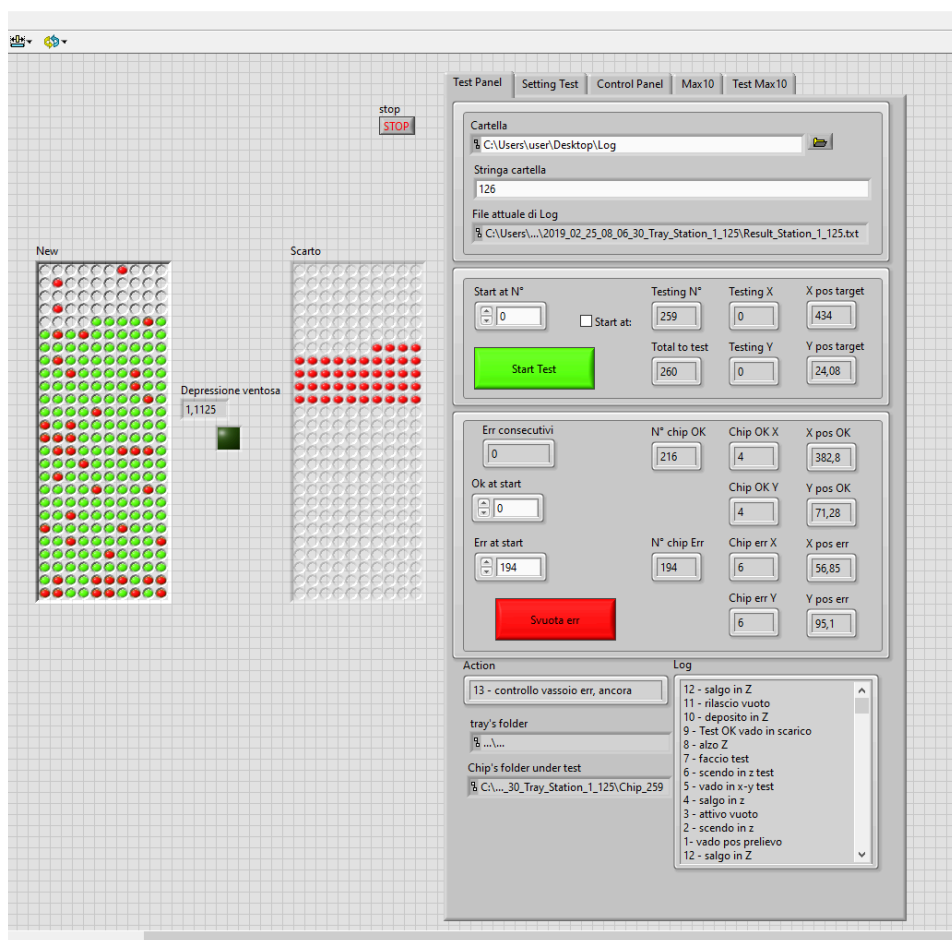 Test Panel
Setting Test
Control Panel
Max10
Test Max10
stop
STOP
Cartella
C:\Users\user\Desktop\Log
Stringa cartella
126
File attuale di Log
C:\Users\...\2019_02_25_08_06_30_Tray_Station_1_125\Result_Station_1_125.txt
New
Scarto
Depressione ventosa
1,1125
Start at N°
0
Start at:
Testing N°
Testing X
X pos target
259
0
434
Start Test
Total to test
Testing Y
Y pos target
260
0
24,08
Err consecutivi
0
N° chip OK
Chip OK X
X pos OK
216
4
382,8
Ok at start
0
Chip OK Y
Y pos OK
4
71,28
Err at start
194
N° chip Err
Chip err X
X pos err
194
6
56,85
Svuota err
Chip err Y
Y pos err
6
95,1
Action
13 - controllo vassoio err, ancora
tray's folder
...\...
Chip's folder under test
C:\..._30_Tray_Station_1_125\Chip_259
Log
12 - salgo in Z
11 - rilascio vuoto
10 - deposito in Z
9 - Test OK vado in scarico
8 - alzo Z
7 - faccio test
6 - scendo in z test
5 - vado in x-y test
4 - salgo in z
3 - attivo vuoto
2 - scendo in z
1- vado pos prelievo
12 - salgo in Z